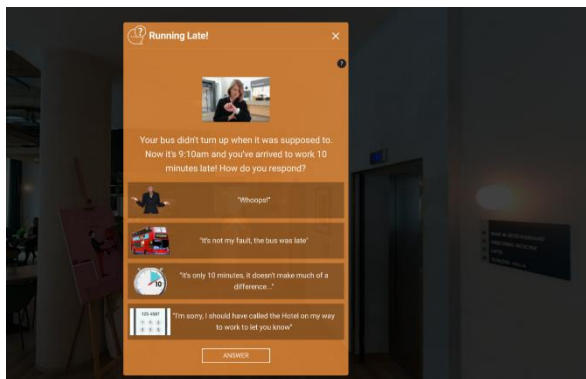 Running Late!
Your bus didn't turn up when it was supposed to.
Now it's 9:10am and you've arrived to work 10
minutes late! How do you respond?
"Whoops!"
"It's not my fault, the bus was late"
10
"It's only 10 minutes, it doesn't make much of a
difference..."
"I'm sorry, I should have called the Hotel on my way
to work to let you know"
ANSWER